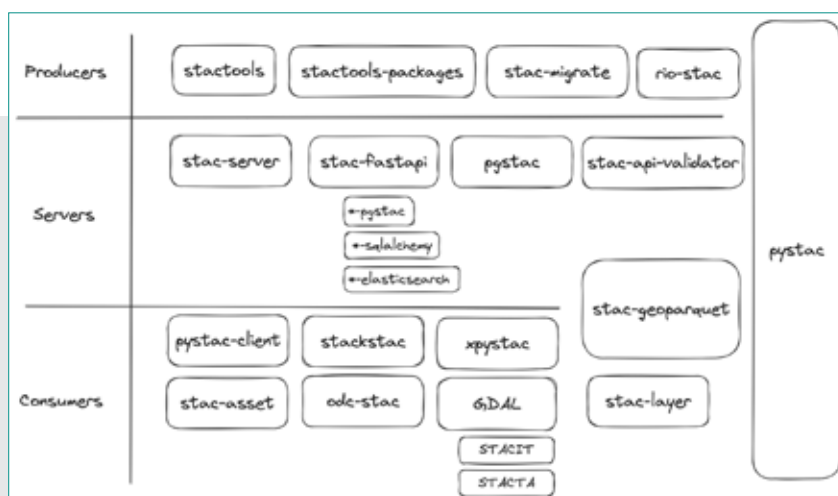 Producers
stactools
stactools-packages
stac-migrate
rio-stac
Servers
stac-server
stac-fastapi
pgstac
stac-api-validator
*-pgstac
*-sqlalchemy
*-elasticsearch
stac-geoparquet
pystac
Consumers
pystac-client
stackstac
xpystac
stac-asset
odc-stac
GDAL
stac-layer
STACIT
STACTA